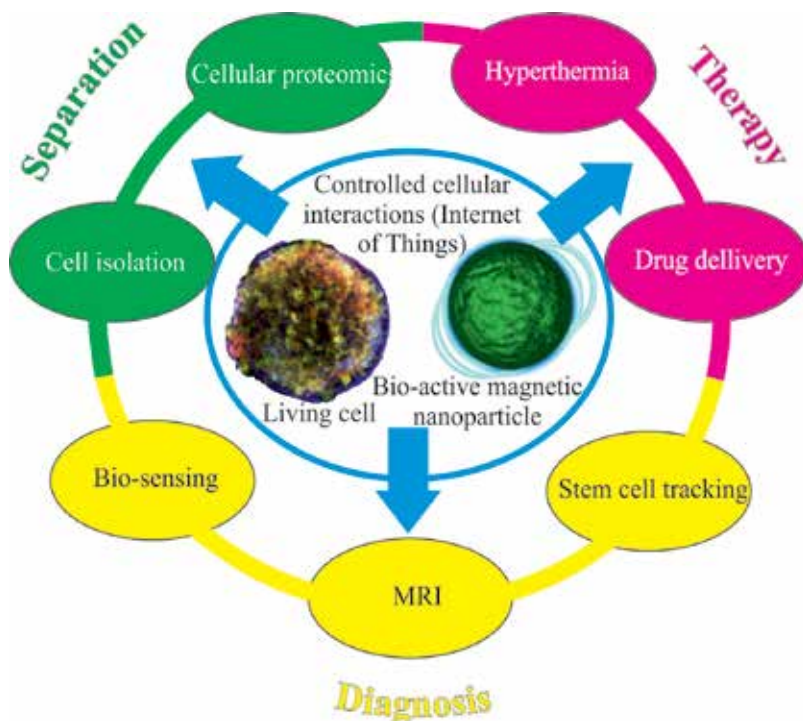 Separation
Cellular proteomics
Hyperthermia
Therapy
Controlled cellular
interactions (Internet
of Things)
Cell isolation
Drug dellivery
Living cell
Bio-active magnetic
nanoparticle
Bio-sensing
Stem cell tracking
MRI
Diagnosis